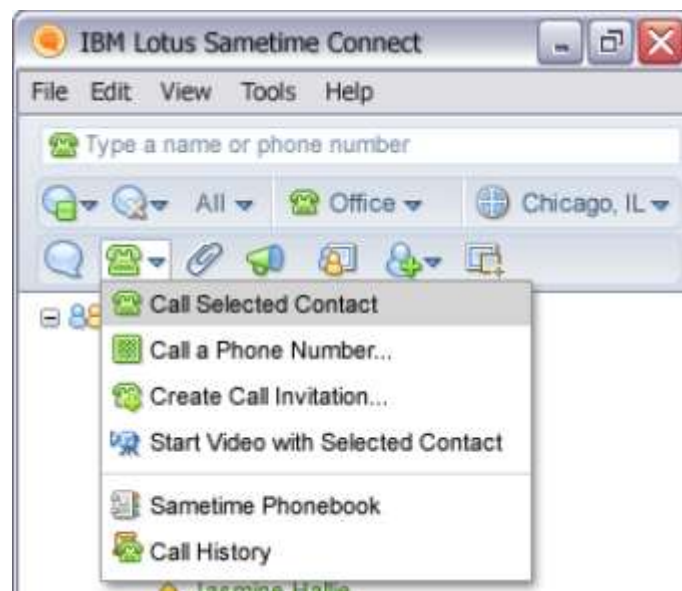 IBM Lotus Sametime Connect
File Edit View Tools Help
Type a name or phone number
All Office Chicago, IL
Call Selected Contact
Call a Phone Number...
Create Call Invitation...
Start Video with Selected Contact
Sametime Phonebook
Call History